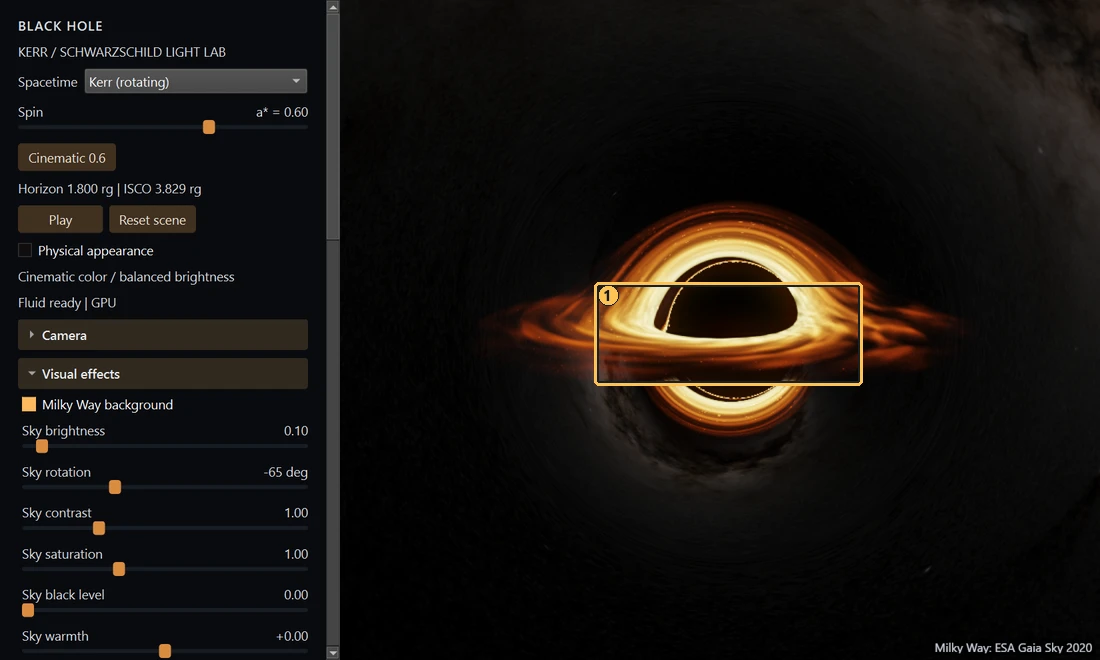 BLACK HOLE
KERR / SCHWARZSCHILD LIGHT LAB
Spacetime Kerr (rotating)
Spin a* = 0.60
Cinematic 0.6
Horizon 1.800 rg | ISCO 3.829 rg
Play Reset scene
Physical appearance
Cinematic color / balanced brightness
Fluid ready | GPU
Camera
Visual effects
Milky Way background
Sky brightness 0.10
Sky rotation -65 deg
Sky contrast 1.00
Sky saturation 1.00
Sky black level 0.00
Sky warmth +0.00
1
Milky Way: ESA Gaia Sky 2020